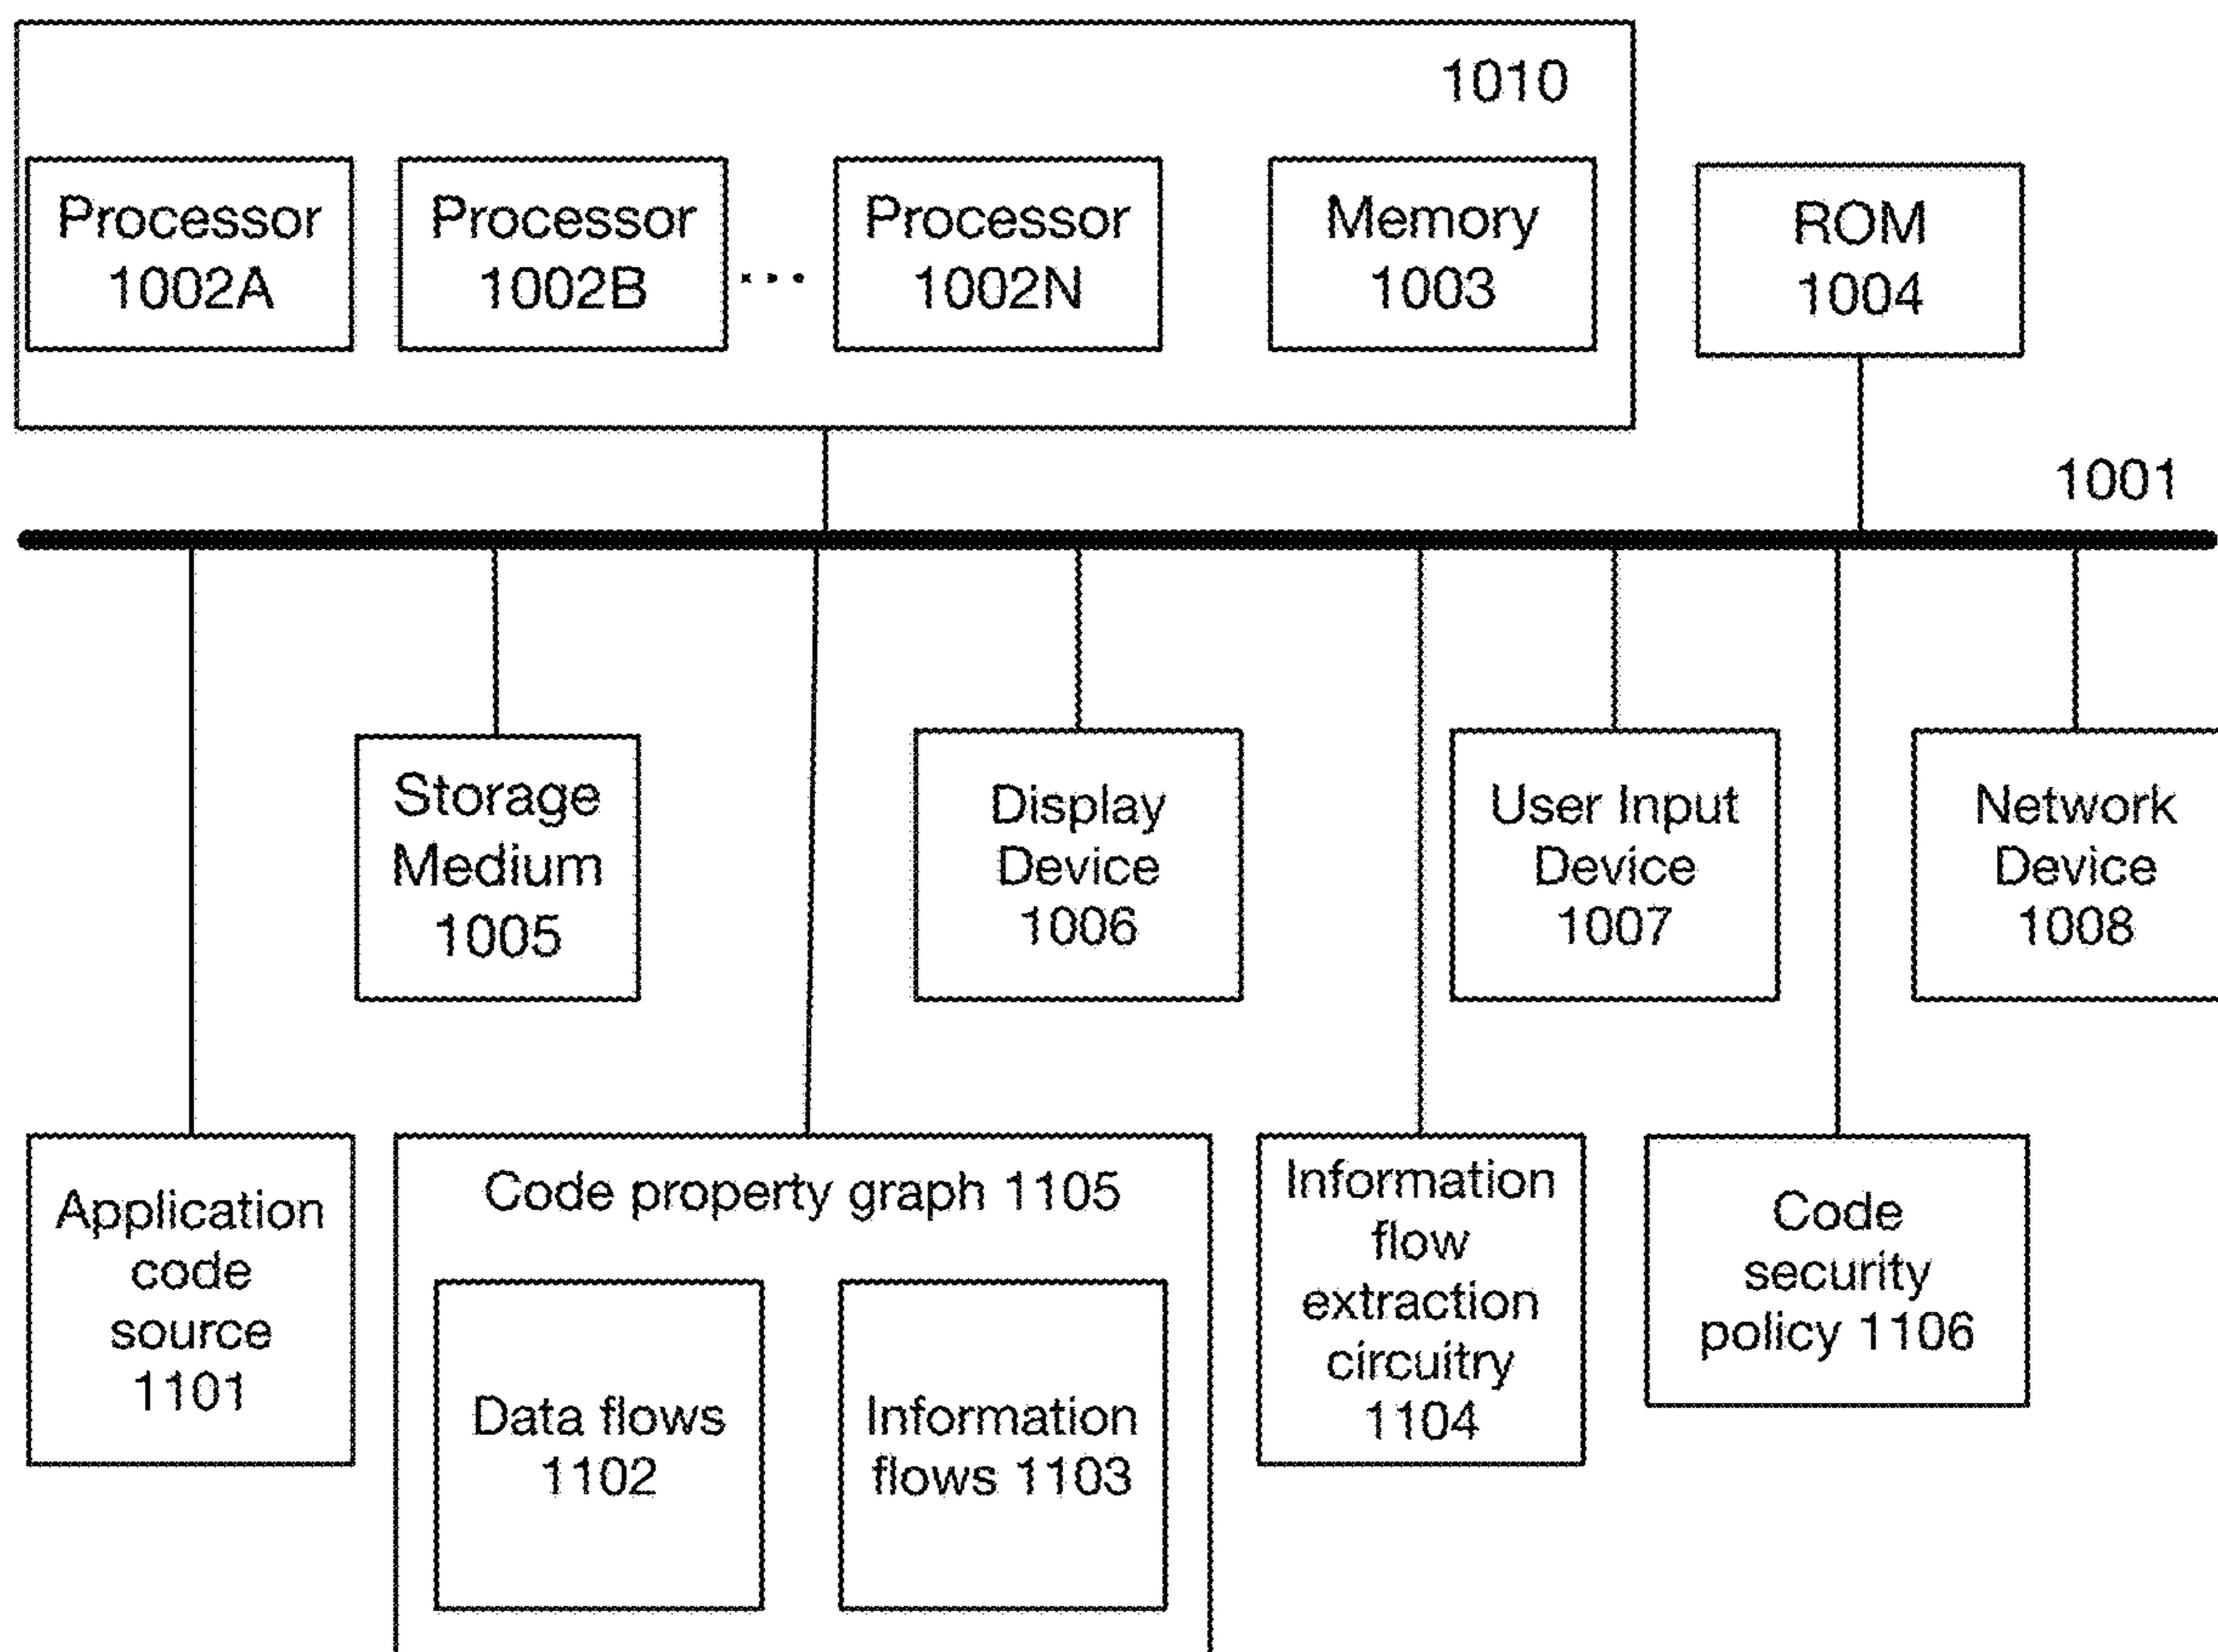 1010
Processor
1002A
Processor
1002B
...
Processor
1002N
Memory
1003
ROM
1004
1001
Storage
Medium
1005
Display
Device
1006
User Input
Device
1007
Network
Device
1008
Application
code
source
1101
Code property graph 1105
Data flows
1102
Information
flows 1103
Information
flow
extraction
circuitry
1104
Code
security
policy 1106